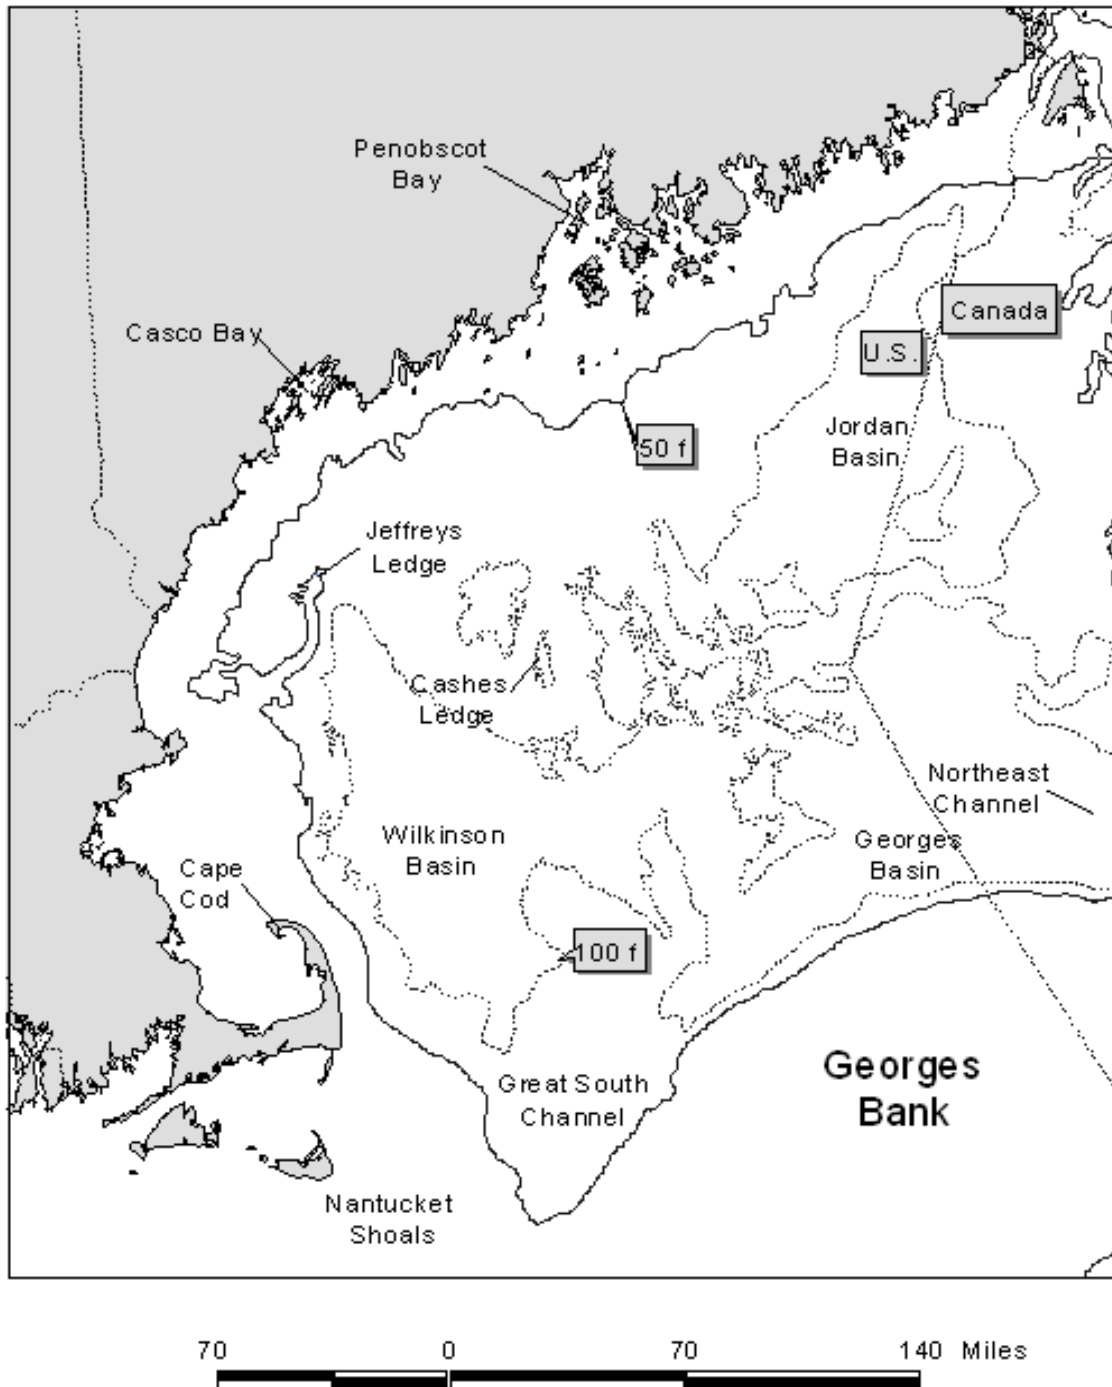 Penobscot
Bay
Casco Bay
Canada
U.S.
Jordan
Basin
50 f
Jeffreys
Ledge
Cashes
Ledge
Northeast
Channel
Wilkinson
Basin
Georges
Basin
Cape
Cod
100 f
Georges
Bank
Great South
Channel
Nantucket
Shoals
70 0 70 140 Miles